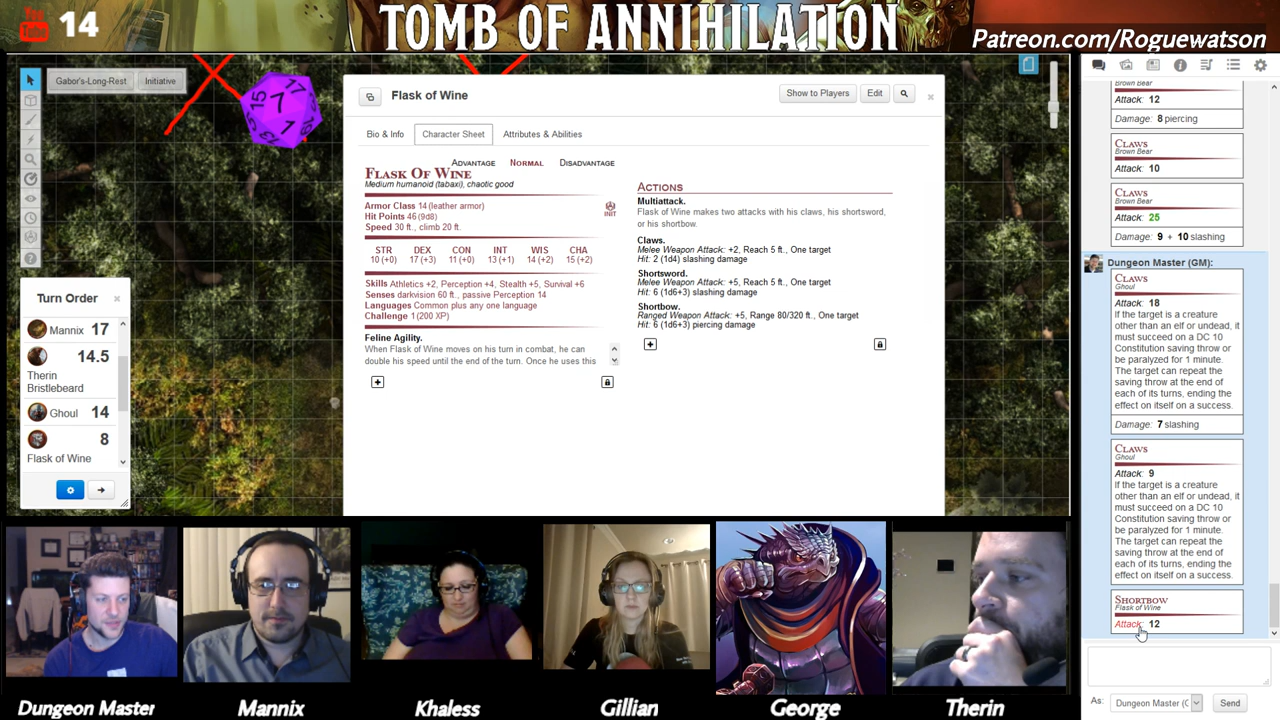 You Tube 14
TOMB OF ANNIHILATION
Patreon.com/Roguewatson
Gabor's-Long-Rest
Initiative
15 17 7 1 13
Turn Order
Mannix 17
14.5
Therin
Bristlebeard
Ghoul 14
8
Flask of Wine
Flask of Wine
Show to Players
Edit
Bio & Info
Character Sheet
Attributes & Abilities
ADVANTAGE NORMAL DISADVANTAGE
FLASK OF WINE
Medium humanoid (tabaxi), chaotic good
Armor Class 14 (leather armor)
Hit Points 46 (9d8)
Speed 30 ft., climb 20 ft.
INIT
STR DEX CON INT WIS CHA
10 (+0) 17 (+3) 11 (+0) 13 (+1) 14 (+2) 15 (+2)
Skills Athletics +2, Perception +4, Stealth +5, Survival +6
Senses darkvision 60 ft., passive Perception 14
Languages Common plus any one language
Challenge 1 (200 XP)
Feline Agility.
When Flask of Wine moves on his turn in combat, he can
double his speed until the end of the turn. Once he uses this
ACTIONS
Multiattack.
Flask of Wine makes two attacks with his claws, his shortsword,
or his shortbow.
Claws.
Melee Weapon Attack: +2, Reach 5 ft., One target
Hit: 2 (1d4) slashing damage
Shortsword.
Melee Weapon Attack: +5, Reach 5 ft., One target
Hit: 6 (1d6+3) slashing damage
Shortbow.
Ranged Weapon Attack: +5, Range 80/320 ft., One target
Hit: 6 (1d6+3) piercing damage
Brown Bear
Attack: 12
Damage: 8 piercing
CLAWS
Brown Bear
Attack: 10
CLAWS
Brown Bear
Attack: 25
Damage: 9 + 10 slashing
Dungeon Master (GM):
CLAWS
Ghoul
Attack: 18
If the target is a creature
other than an elf or undead, it
must succeed on a DC 10
Constitution saving throw or
be paralyzed for 1 minute.
The target can repeat the
saving throw at the end of
each of its turns, ending the
effect on itself on a success.
Damage: 7 slashing
CLAWS
Ghoul
Attack: 9
If the target is a creature
other than an elf or undead, it
must succeed on a DC 10
Constitution saving throw or
be paralyzed for 1 minute.
The target can repeat the
saving throw at the end of
each of its turns, ending the
effect on itself on a success.
SHORTBOW
Flask of Wine
Attack: 12
As:
Dungeon Master (G
Send
Dungeon Master
Mannix
Khaless
Gillian
George
Therin